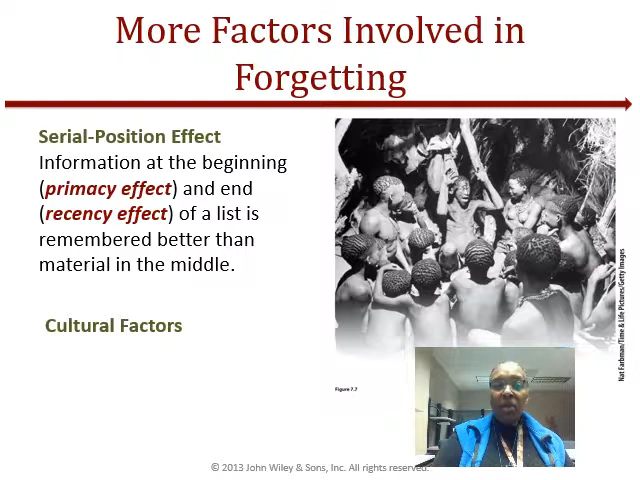 More Factors Involved in
Forgetting
Serial-Position Effect
Information at the beginning
(primacy effect) and end
(recency effect) of a list is
remembered better than
material in the middle.
Cultural Factors
Nat Farbman/Time & Life Pictures/Getty Images
Figure 7.7
© 2013 John Wiley & Sons, Inc. All rights reserved.